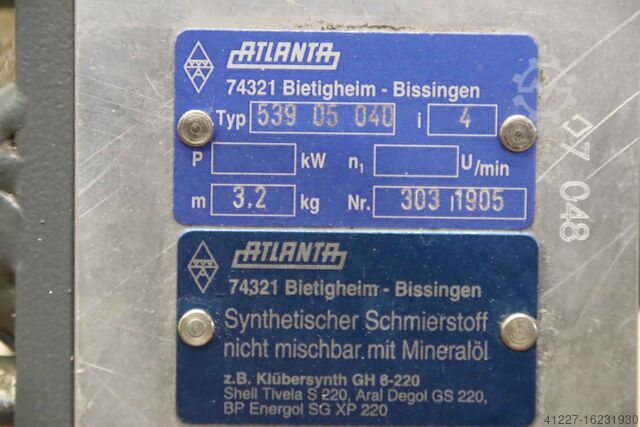 ATLANTA
74321 Bietigheim - Bissingen
Typ 539 05 040 i 4
P kW n1 U/min
m 3.2 kg Nr. 303 1905
07 048
ATLANTA
74321 Bietigheim - Bissingen
Synthetischer Schmierstoff
nicht mischbar mit Mineralöl
z.B. Klübersynth GH 6-220
Shell Tivela S 220, Aral Degol GS 220,
BP Energol SG XP 220
41227-16231930